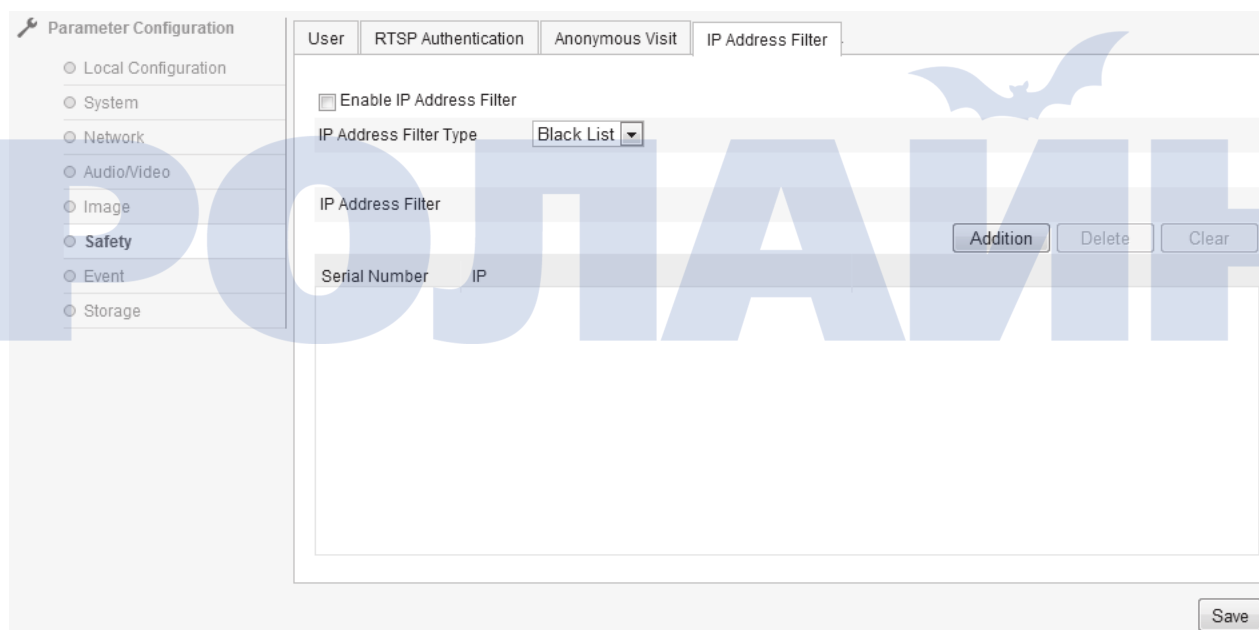 Parameter Configuration
Local Configuration
System
Network
Audio/Video
Image
Safety
Event
Storage
User RTSP Authentication Anonymous Visit IP Address Filter
Enable IP Address Filter
IP Address Filter Type Black List
IP Address Filter
Addition Delete Clear
Serial Number IP
Save
РОЛАЙН